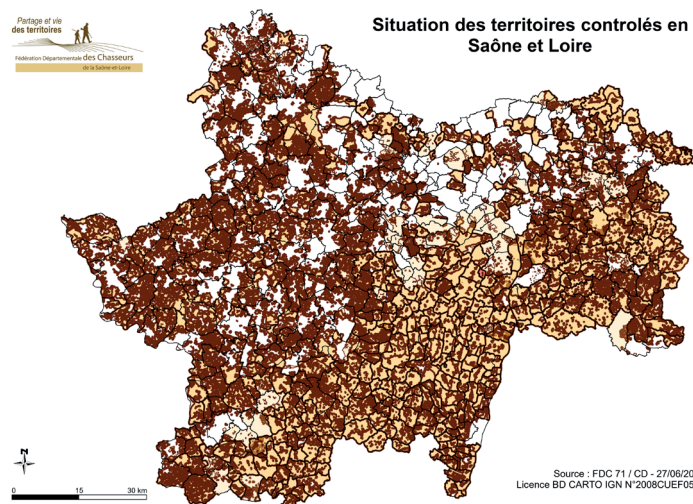 Partage et vie
des territoires
Fédération Départementale des Chasseurs
de la Saône-et-Loire
Situation des territoires controlés en
Saône et Loire
N
0 15 30 km
Source : FDC 71 / CD - 27/06/20
Licence BD CARTO IGN N°2008CUEF05